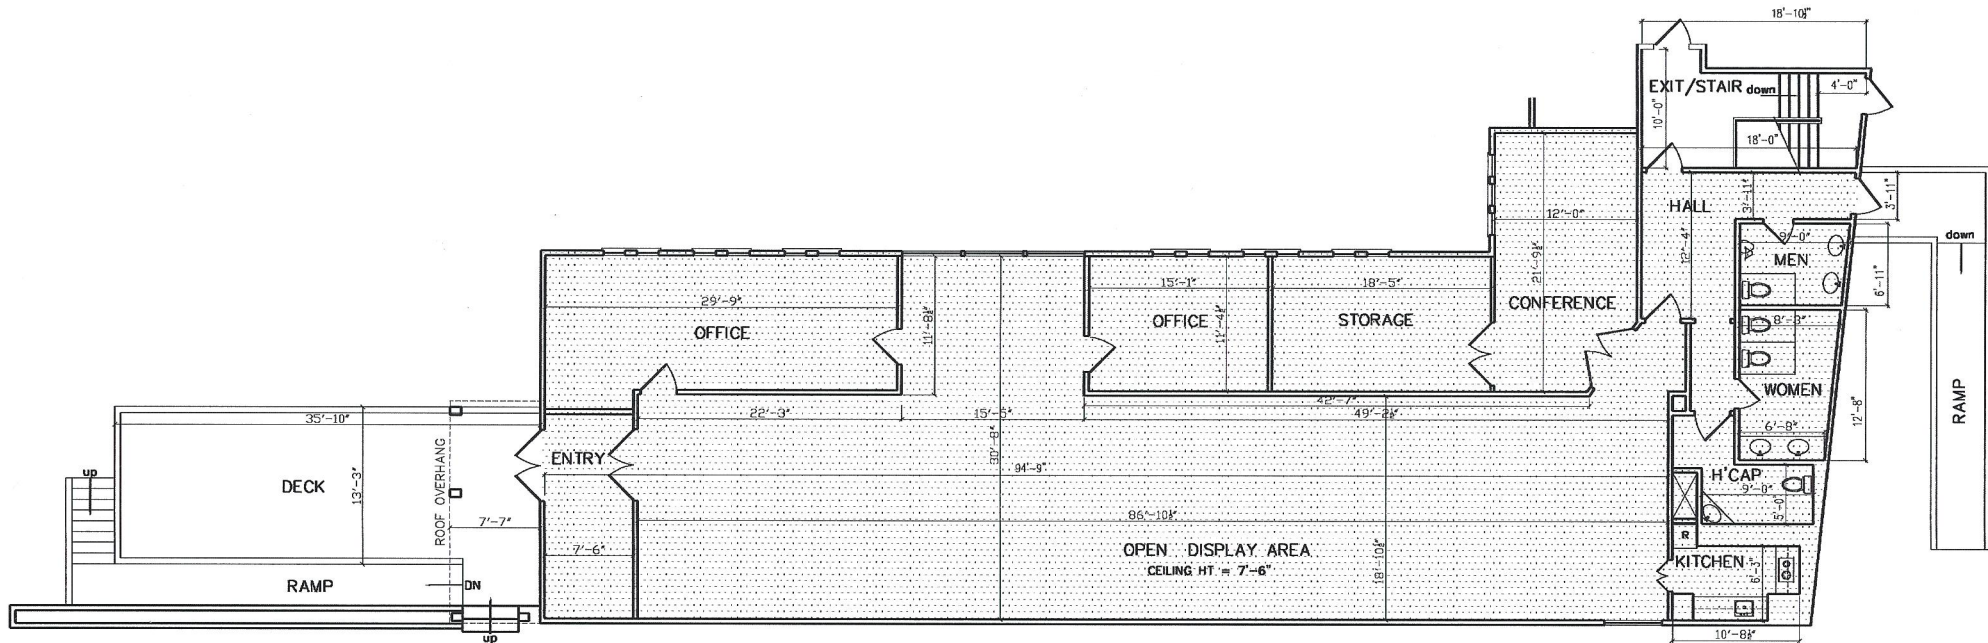 18'-10½"
EXIT/STAIR
down
4'-0"
10'-0"
18'-0"
HALL
3'-11"
3'-11"
12'-0"
12'-4"
9'-0"
down
MEN
6'-11"
21'-9½"
CONFERENCE
29'-9"
OFFICE
11'-8½"
15'-1"
OFFICE
11'-4½"
18'-5"
STORAGE
8'-3"
WOMEN
12'-8"
RAMP
6'-8"
22'-3"
42'-7"
49'-2½"
35'-10"
ROOF OVERHANG
ENTRY
30'-8"
94'-9"
up
DECK
13'-3"
H'CAP
9'-0"
5'-0"
7'-7"
86'-10½"
R
7'-6"
OPEN DISPLAY AREA
CEILING HT = 7'-6"
18'-10½"
KITCHEN
6'-3"
RAMP
DN
up
10'-8½"